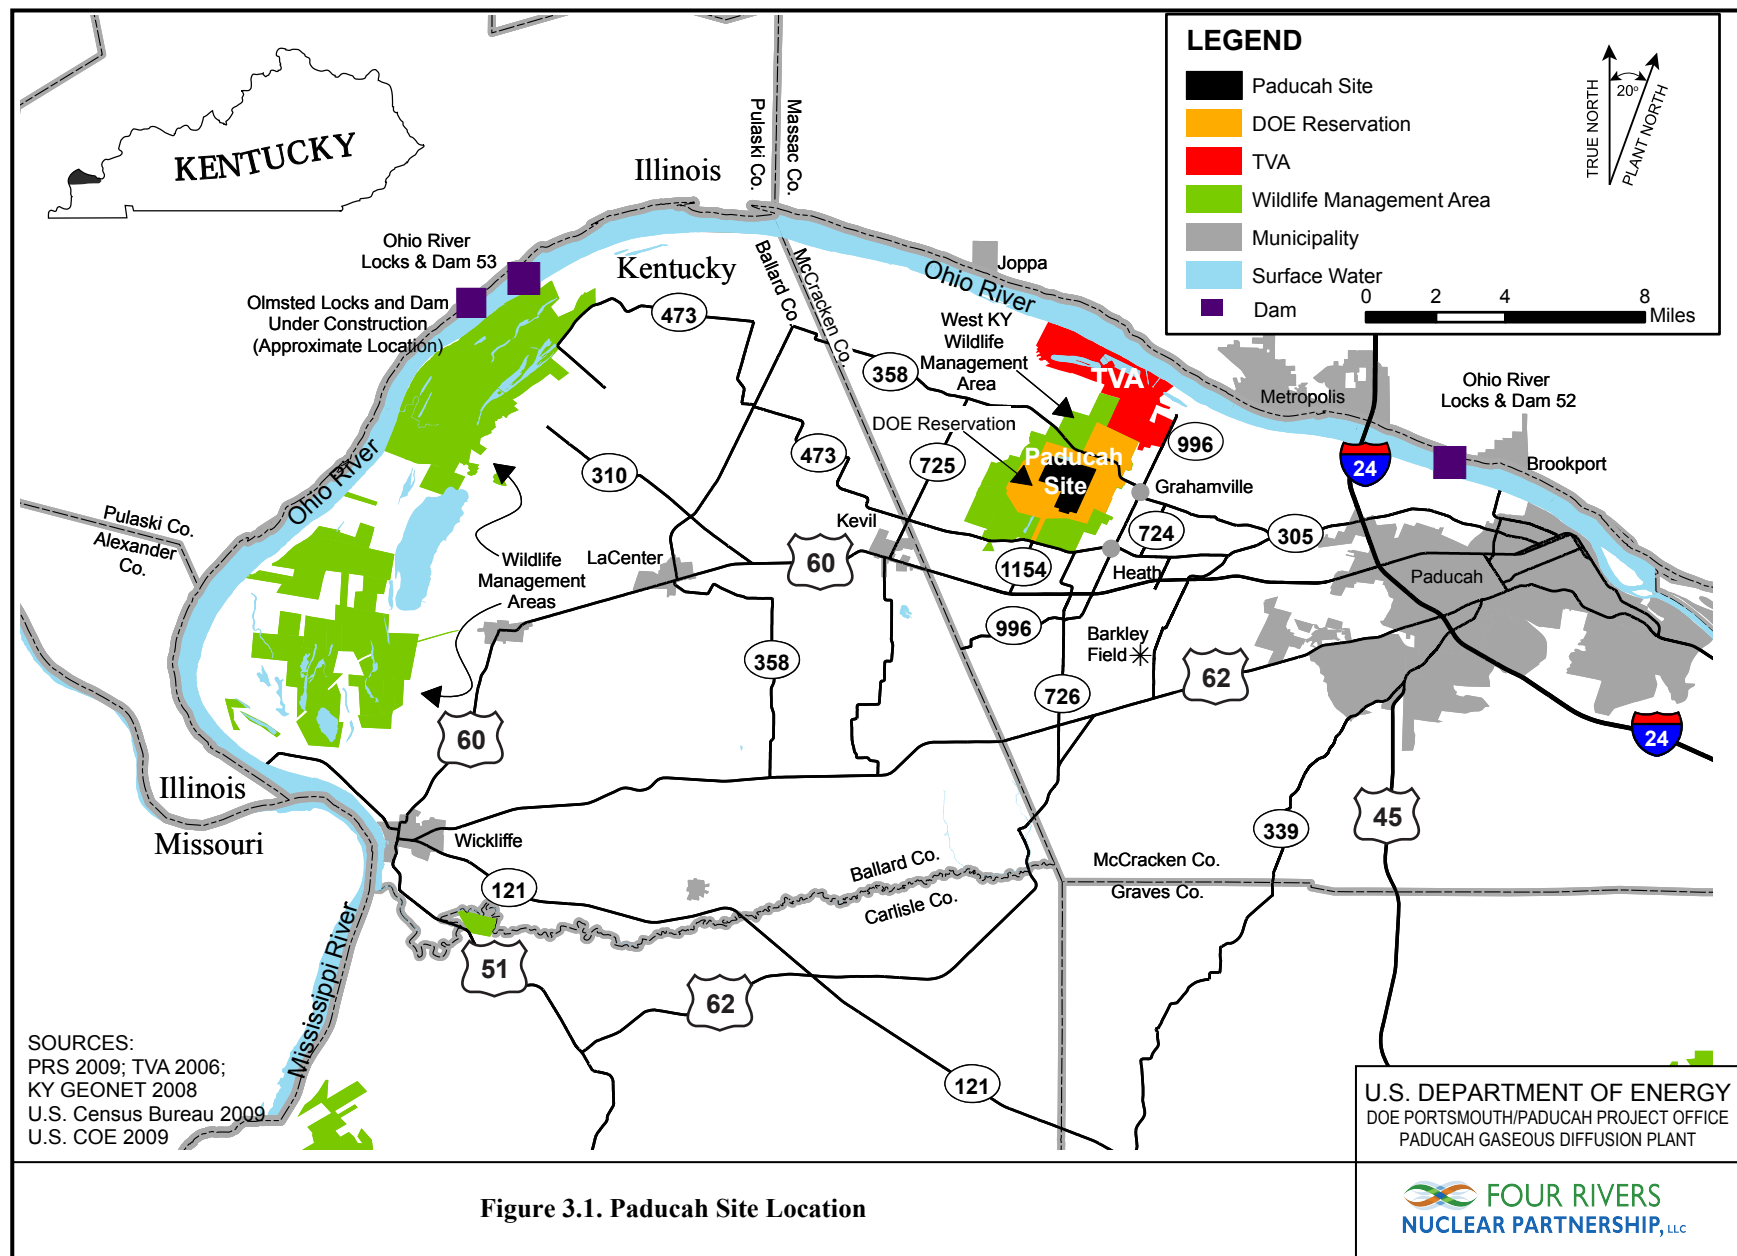 LEGEND
Paducah Site
DOE Reservation
TVA
Wildlife Management Area
Municipality
Surface Water
Dam
0 2 4 8
Miles
TRUE NORTH
20°
PLANT NORTH
KENTUCKY
Illinois
Pulaski Co.
Massac Co.
Ohio River
Locks & Dam 53
Olmsted Locks and Dam
Under Construction
(Approximate Location)
Kentucky
Ballard Co.
McCracken Co.
Ohio River
Joppa
473
358
West KY
Wildlife
Management
Area
TVA
DOE Reservation
Metropolis
Ohio River
Locks & Dam 52
Brookport
24
996
Paducah
Site
Grahamville
725
473
310
Ohio River
Kevil
724
305
Pulaski Co.
Alexander
Co.
Wildlife
Management
Areas
LaCenter
60
1154
Heath
Paducah
996
Barkley
Field
358
726
62
60
24
Illinois
Missouri
Wickliffe
45
339
Ballard Co.
Carlisle Co.
McCracken Co.
Graves Co.
121
51
62
121
Mississippi River
SOURCES:
PRS 2009; TVA 2006;
KY GEONET 2008
U.S. Census Bureau 2009
U.S. COE 2009
U.S. DEPARTMENT OF ENERGY
DOE PORTSMOUTH/PADUCAH PROJECT OFFICE
PADUCAH GASEOUS DIFFUSION PLANT
Figure 3.1. Paducah Site Location
FOUR RIVERS
NUCLEAR PARTNERSHIP, LLC